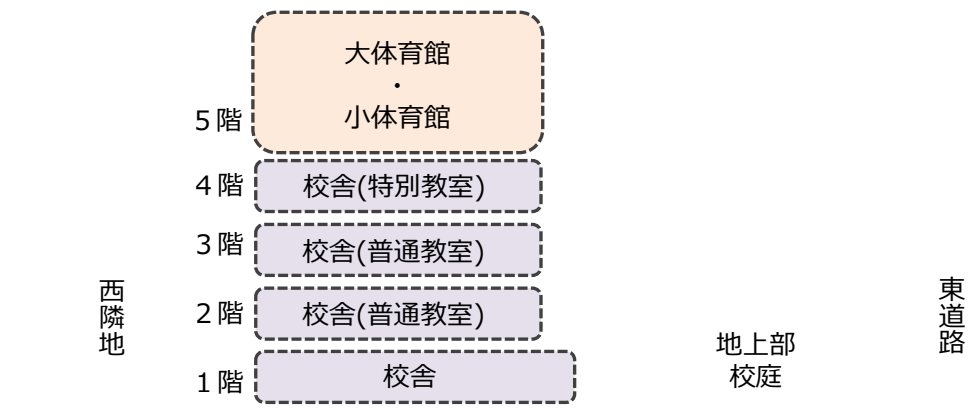 大体育館
・
５階 小体育館
４階 校舎(特別教室)
３階 校舎(普通教室)
２階 校舎(普通教室)
１階 校舎
西隣地
地上部
校庭
東道路